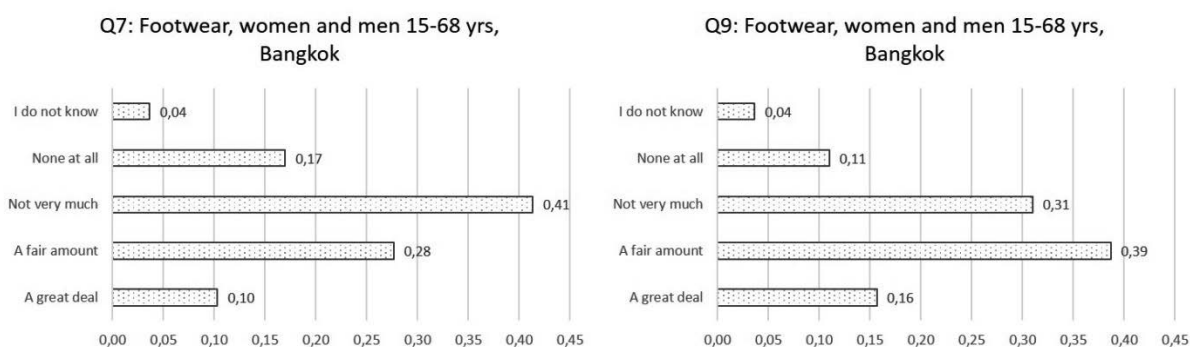 Q7: Footwear, women and men 15-68 yrs,
Bangkok
I do not know 0,04
None at all 0,17
Not very much 0,41
A fair amount 0,28
A great deal 0,10
0,00 0,05 0,10 0,15 0,20 0,25 0,30 0,35 0,40 0,45
Q9: Footwear, women and men 15-68 yrs,
Bangkok
I do not know 0,04
None at all 0,11
Not very much 0,31
A fair amount 0,39
A great deal 0,16
0,00 0,05 0,10 0,15 0,20 0,25 0,30 0,35 0,40 0,45